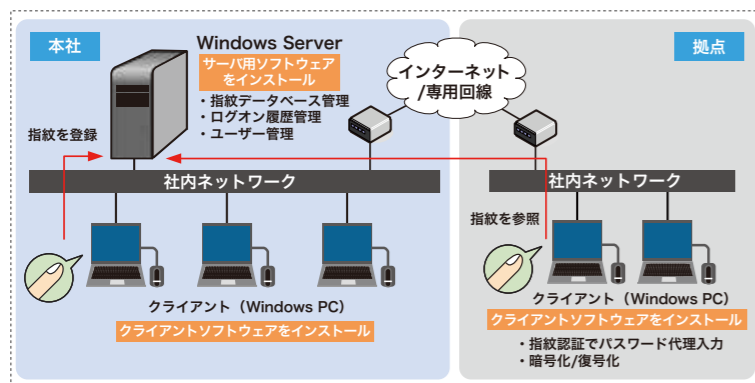 本社
Windows Server
サーバ用ソフトウェア
をインストール
・指紋データベース管理
・ログオン履歴管理
・ユーザー管理
指紋を登録
社内ネットワーク
クライアント（Windows PC）
クライアントソフトウェアをインストール
インターネット
/専用回線
拠点
社内ネットワーク
指紋を参照
クライアント（Windows PC）
クライアントソフトウェアをインストール
・指紋認証でパスワード代理入力
・暗号化/復号化